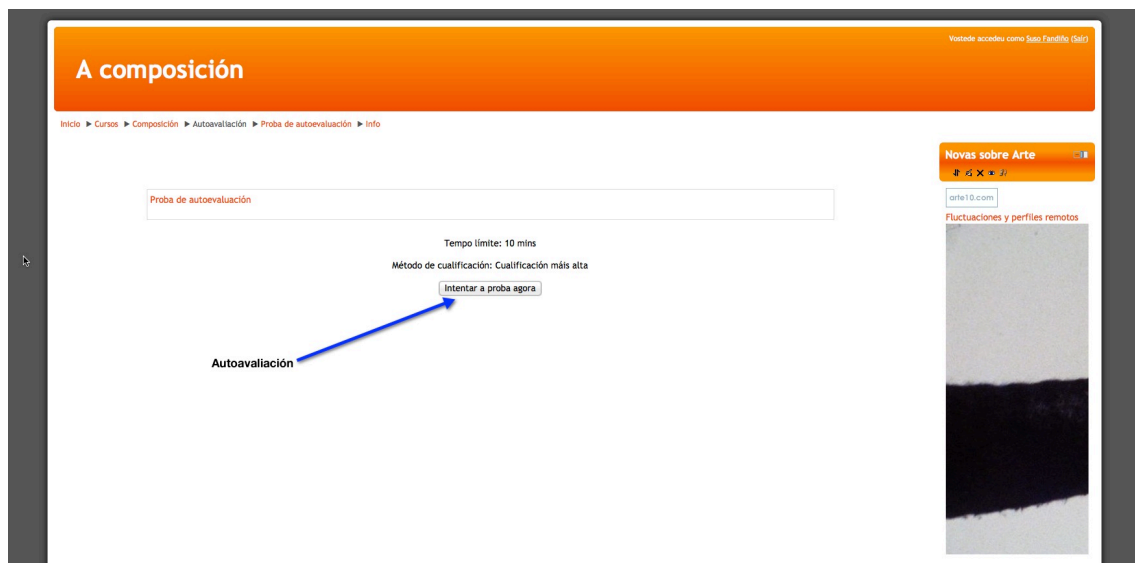 Vostede accedeu como Suso Fandiño (Sair)
A composición
Inicio ► Cursos ► Composición ► Autoavaliación ► Proba de autoevaluación ► Info
Novas sobre Arte
Proba de autoevaluación
arte10.com
Fluctuaciones y perfiles remotos
Tempo límite: 10 mins
Método de cualificación: Cualificación máis alta
Intentar a proba agora
Autoavaliación